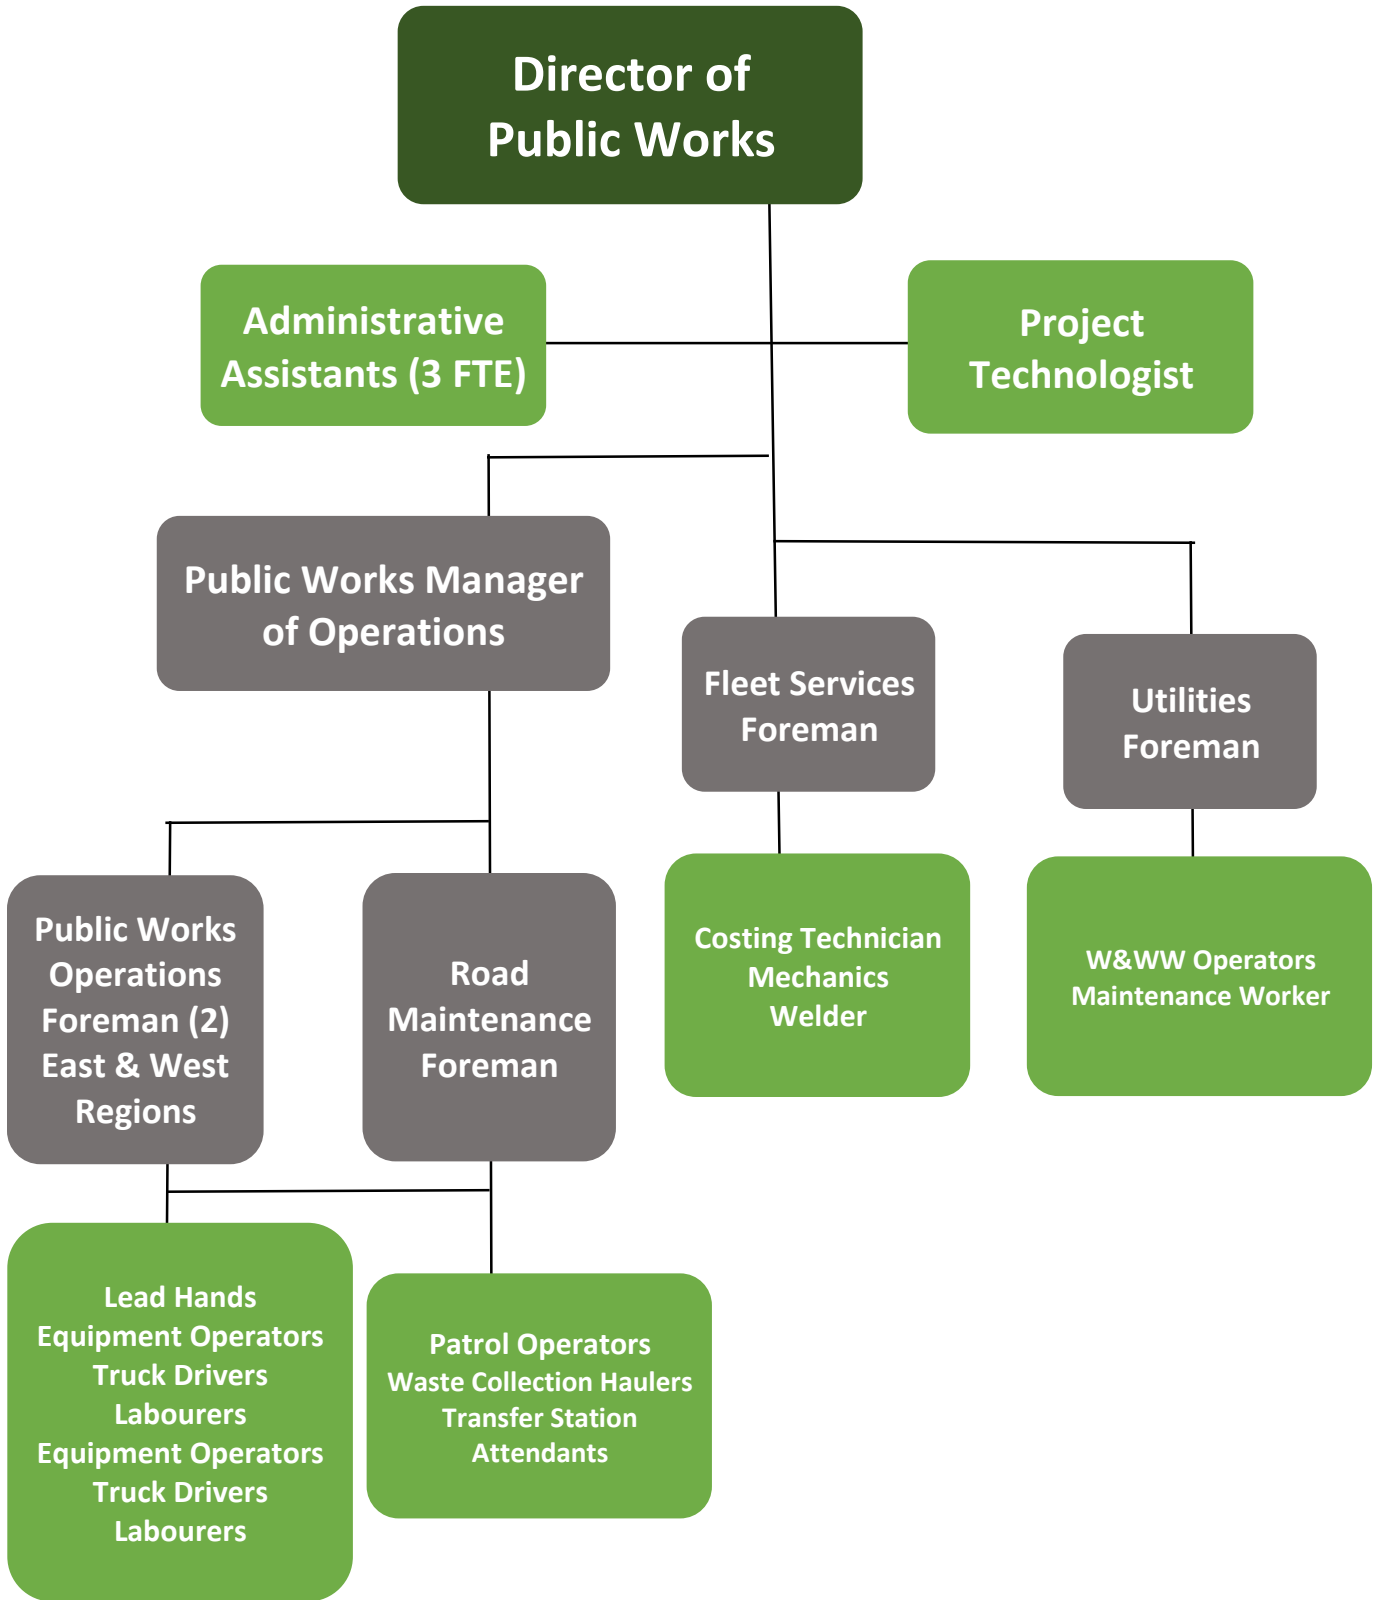 Director of
Public Works
Administrative
Assistants (3 FTE)
Project
Technologist
Public Works Manager
of Operations
Fleet Services
Foreman
Utilities
Foreman
Public Works
Operations
Foreman (2)
East & West
Regions
Road
Maintenance
Foreman
Costing Technician
Mechanics
Welder
W&WW Operators
Maintenance Worker
Lead Hands
Equipment Operators
Truck Drivers
Labourers
Equipment Operators
Truck Drivers
Labourers
Patrol Operators
Waste Collection Haulers
Transfer Station
Attendants